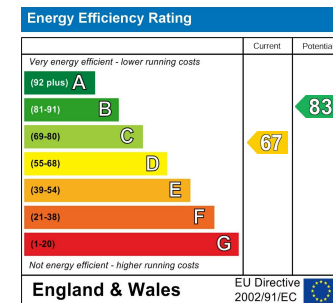 Energy Efficiency Rating
Current Potential
Very energy efficient - lower running costs
(92 plus) A
(81-91) B
83
(69-80) C
67
(55-68) D
(39-54) E
(21-38) F
(1-20) G
Not energy efficient - higher running costs
England & Wales
EU Directive
2002/91/EC